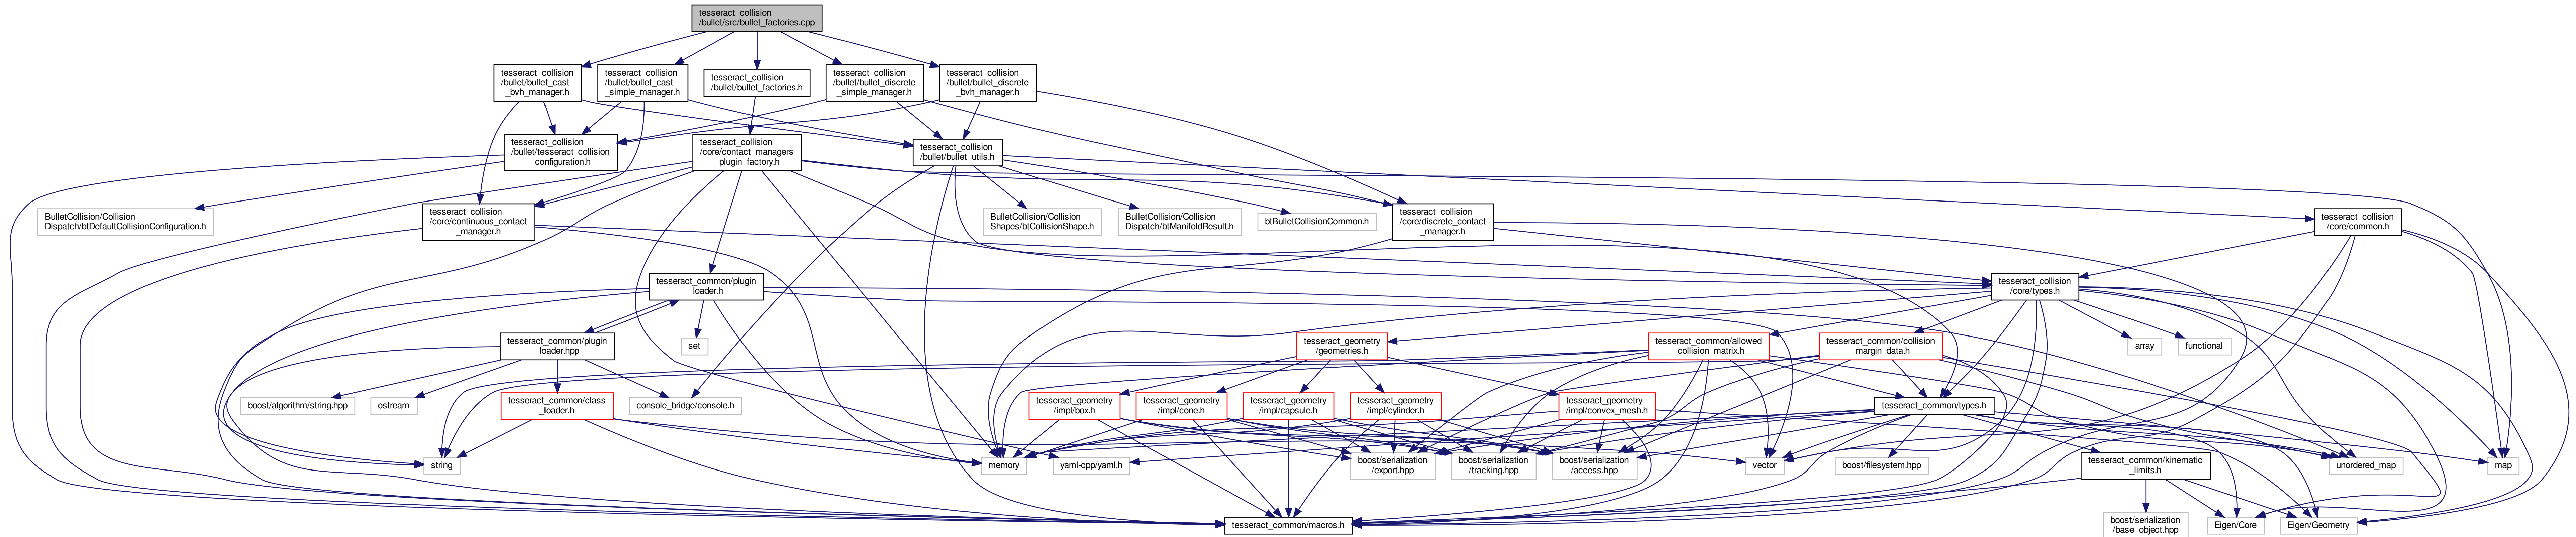 tesseract_collision
/bullet/src/bullet_factories.cpp
tesseract_collision
/bullet/bullet_cast
_bvh_manager.h
tesseract_collision
/bullet/bullet_cast
_simple_manager.h
tesseract_collision
/bullet/bullet_factories.h
tesseract_collision
/bullet/bullet_discrete
_simple_manager.h
tesseract_collision
/bullet/bullet_discrete
_bvh_manager.h
tesseract_collision
/bullet/tesseract_collision
_configuration.h
tesseract_collision
/core/contact_managers
_plugin_factory.h
tesseract_collision
/bullet/bullet_utils.h
BulletCollision/Collision
Dispatch/btDefaultCollisionConfiguration.h
tesseract_collision
/core/continuous_contact
_manager.h
BulletCollision/Collision
Shapes/btCollisionShape.h
BulletCollision/Collision
Dispatch/btManifoldResult.h
btBulletCollisionCommon.h
tesseract_collision
/core/discrete_contact
_manager.h
tesseract_collision
/core/common.h
tesseract_common/plugin
_loader.h
tesseract_collision
/core/types.h
tesseract_common/plugin
_loader.hpp
set
tesseract_geometry
/geometries.h
tesseract_common/allowed
_collision_matrix.h
tesseract_common/collision
_margin_data.h
array
functional
boost/algorithm/string.hpp
ostream
tesseract_common/class
_loader.h
console_bridge/console.h
tesseract_geometry
/impl/box.h
tesseract_geometry
/impl/cone.h
tesseract_geometry
/impl/capsule.h
tesseract_geometry
/impl/cylinder.h
tesseract_geometry
/impl/convex_mesh.h
tesseract_common/types.h
string
memory
yaml-cpp/yaml.h
boost/serialization
/export.hpp
boost/serialization
/tracking.hpp
boost/serialization
/access.hpp
vector
boost/filesystem.hpp
tesseract_common/kinematic
_limits.h
unordered_map
map
tesseract_common/macros.h
boost/serialization
/base_object.hpp
Eigen/Core
Eigen/Geometry